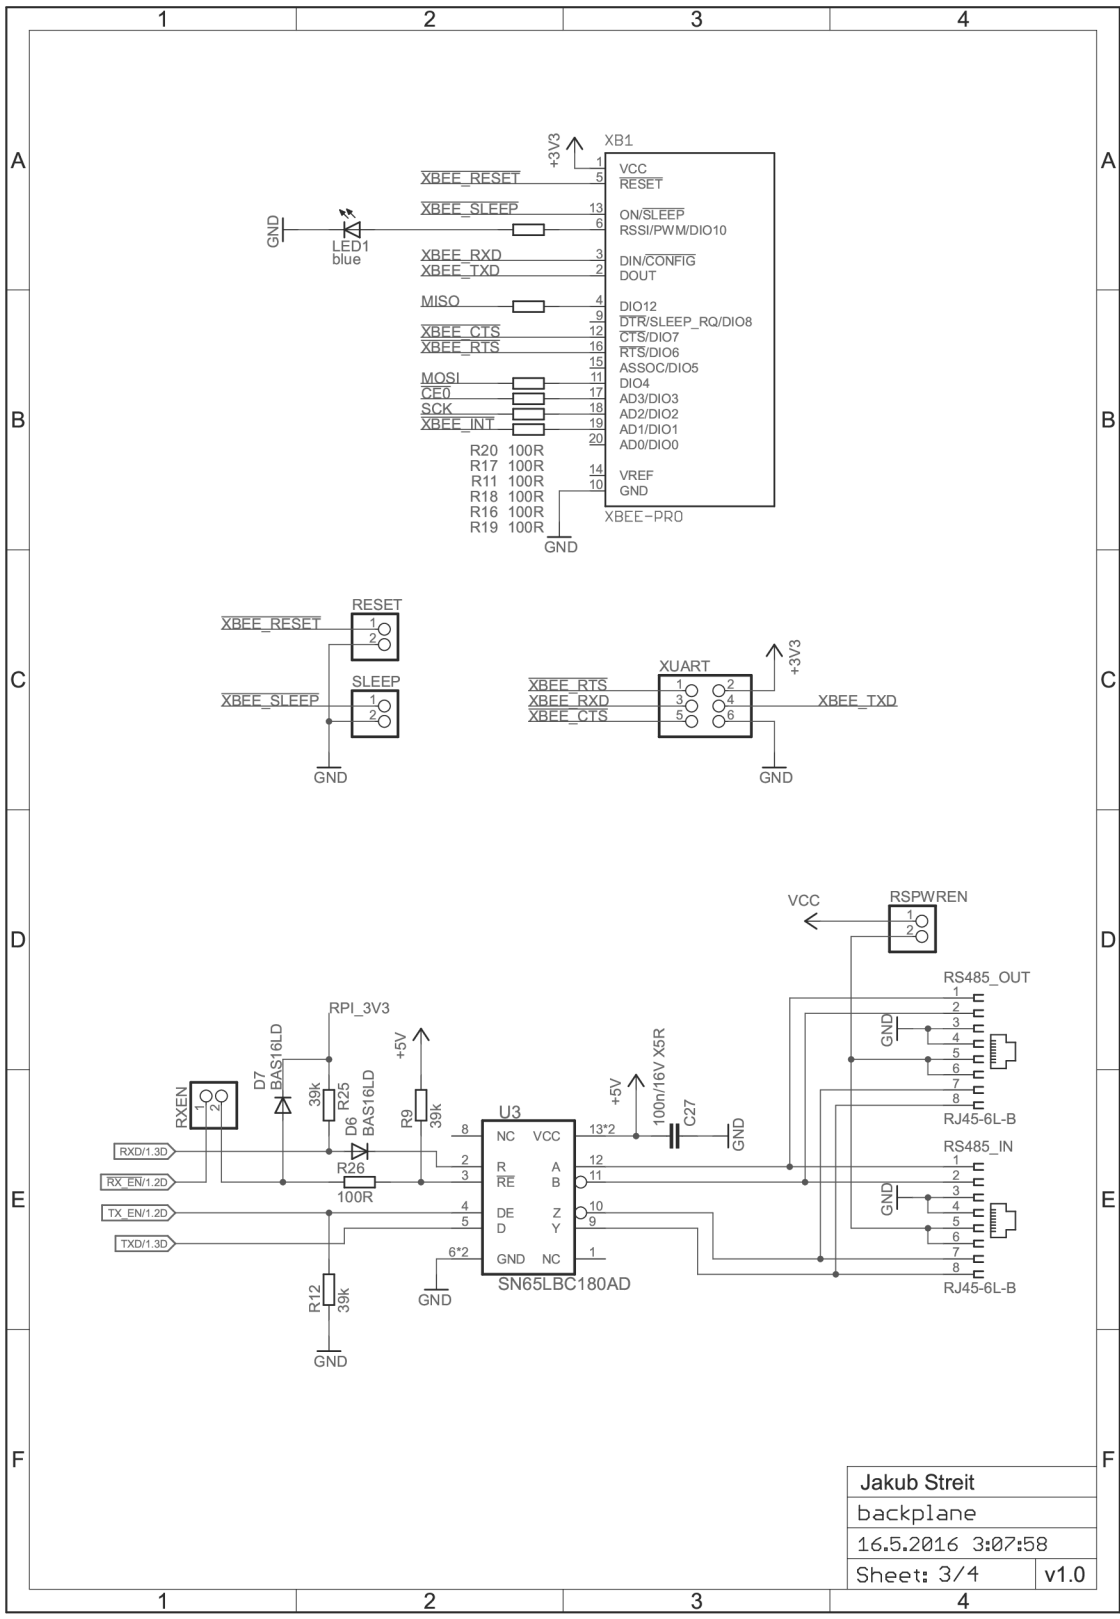 1 2 3 4
A A
XB1
+3V3
1 VCC
XBEE_RESET 5 RESET
XBEE_SLEEP 13 ON/SLEEP
GND 6 RSSI/PWM/DIO10
LED1
blue
XBEE_RXD 3 DIN/CONFIG
XBEE_TXD 2 DOUT
MISO 4 DIO12
9 DTR/SLEEP_RQ/DIO8
XBEE_CTS 12 CTS/DIO7
XBEE_RTS 16 RTS/DIO6
15 ASSOC/DIO5
MOSI 11 DIO4
CE0 17 AD3/DIO3
SCK 18 AD2/DIO2
XBEE_INT 19 AD1/DIO1
20 AD0/DIO0
B B
R20 100R
R17 100R
R11 100R
R18 100R
R16 100R
R19 100R
14 VREF
10 GND
XBEE-PRO
GND
RESET
XBEE_RESET 1
2
SLEEP
XBEE_SLEEP 1
2
GND
C C
XUART
+3V3
XBEE_RTS 1 2
XBEE_RXD 3 4 XBEE_TXD
XBEE_CTS 5 6
GND
D D
VCC
RSPWREN
1
2
RS485_OUT
1
2
3
4
5
6
7
8
GND
RJ45-6L-B
RS485_IN
1
2
3
4
5
6
7
8
GND
RJ45-6L-B
RPI_3V3
+5V
D7
BAS16LD
RXEN
1 2
39k
R25
D6
BAS16LD
R9
39k
+5V
100n/16V X5R
C27
GND
U3
8 NC VCC 13*2
2 R A 12
3 RE B 11
4 DE Z 10
5 D Y 9
6*2 GND NC 1
SN65LBC180AD
GND
RXD/1.3D
RX_EN/1.2D
TX_EN/1.2D
TXD/1.3D
R26
100R
R12
39k
GND
E E
F F
Jakub Streit
backplane
16.5.2016 3:07:58
Sheet: 3/4 v1.0
1 2 3 4